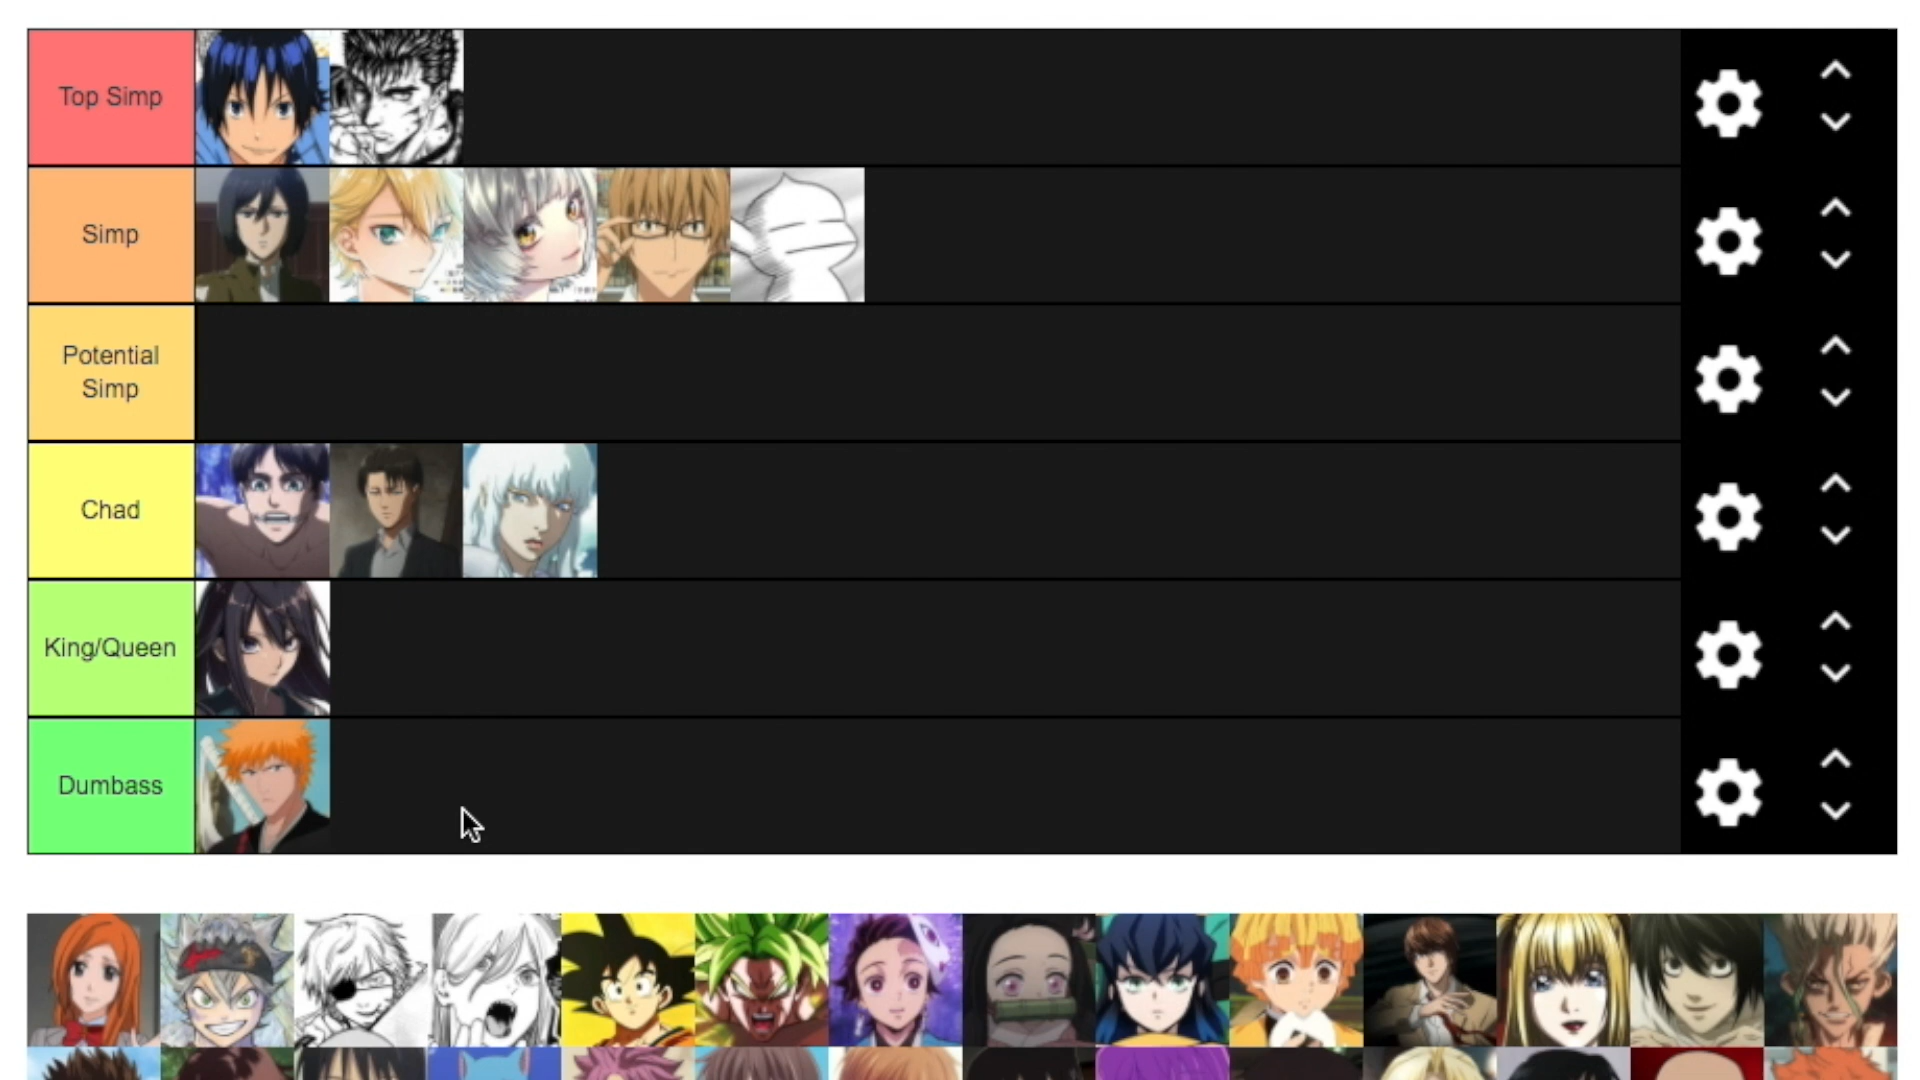 Top Simp
Simp
Potential
Simp
Chad
King/Queen
Dumbass